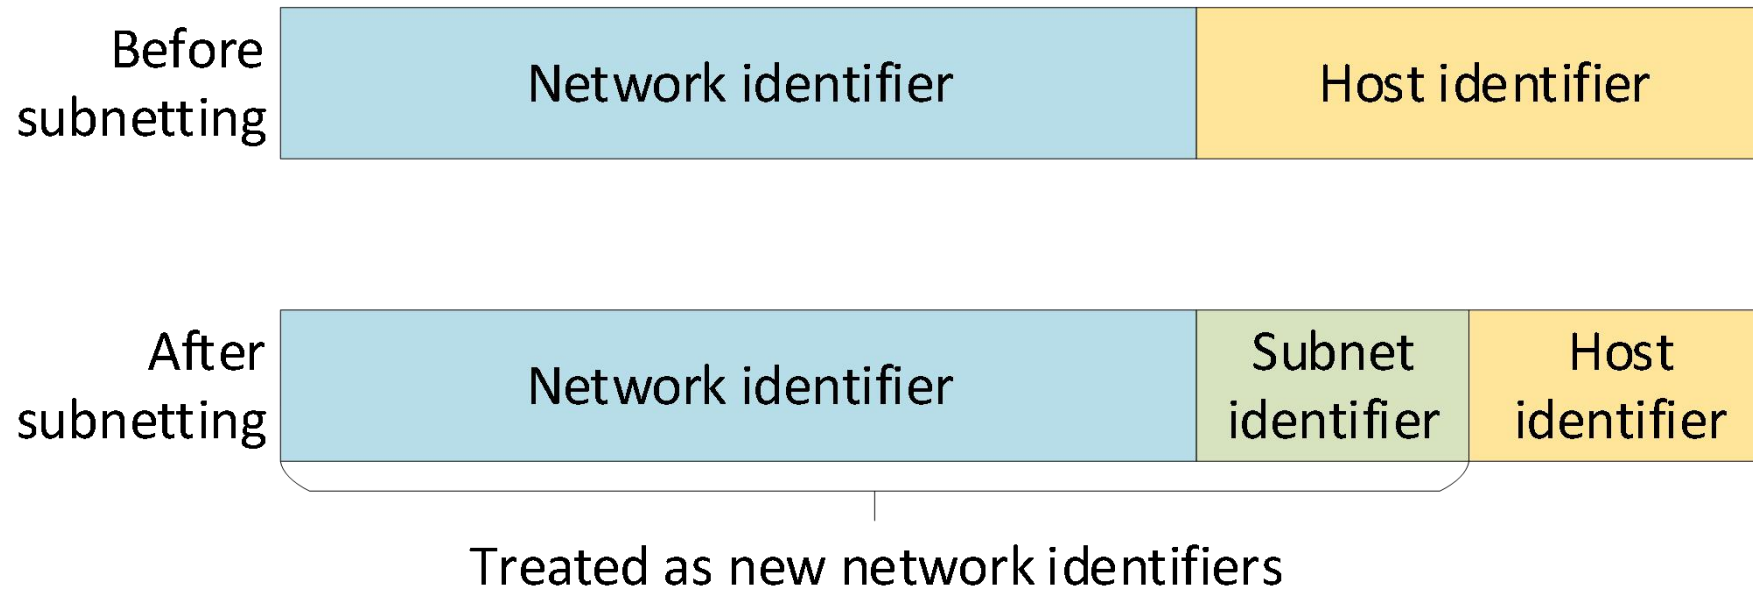 Before
subnetting
Network identifier
Host identifier
After
subnetting
Network identifier
Subnet
identifier
Host
identifier
Treated as new network identifiers